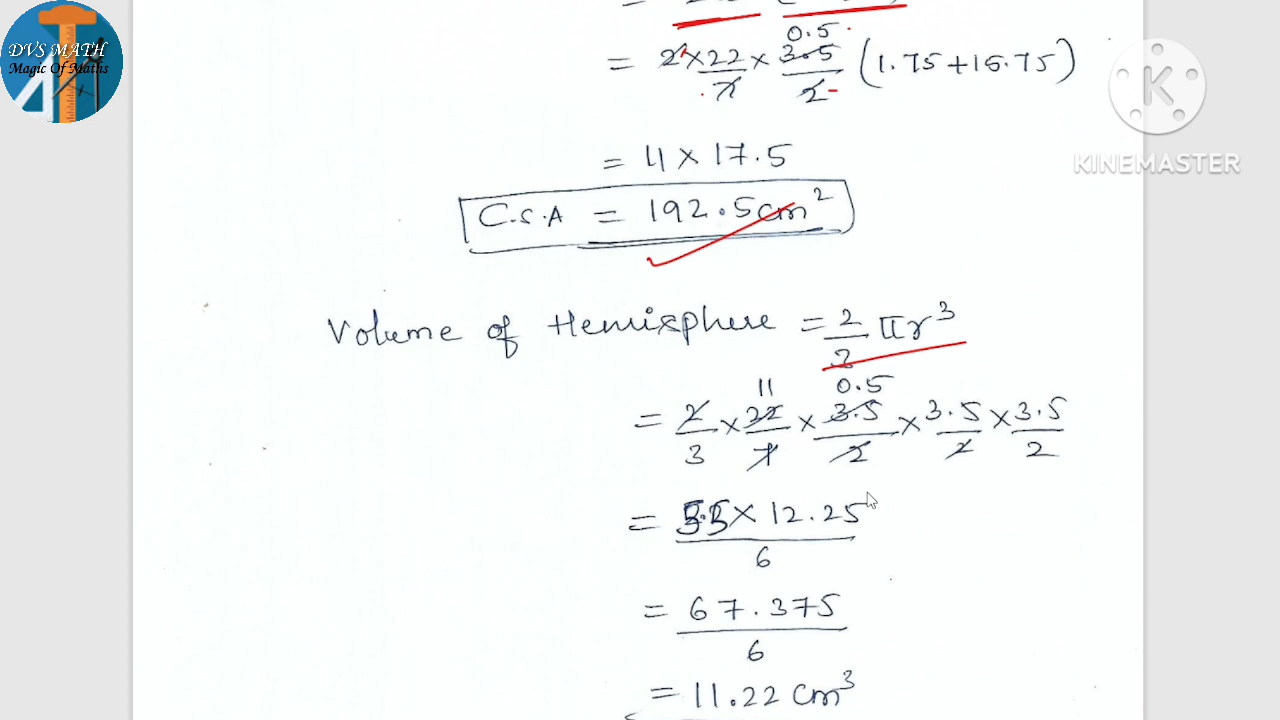 DVS MATH
Magic Of Maths
KINEMASTER
0.5
= 2 × 22/7 × 3.5/2 (1.75+15.75)
= 11 × 17.5
C.S.A = 192.5cm²
Volume of Hemisphere = 2/3 πr³
11 0.5
= 2/3 × 22/7 × 3.5/2 × 3.5/2 × 3.5/2
= 5.5 × 12.25 / 6
= 67.375 / 6
= 11.22 cm³